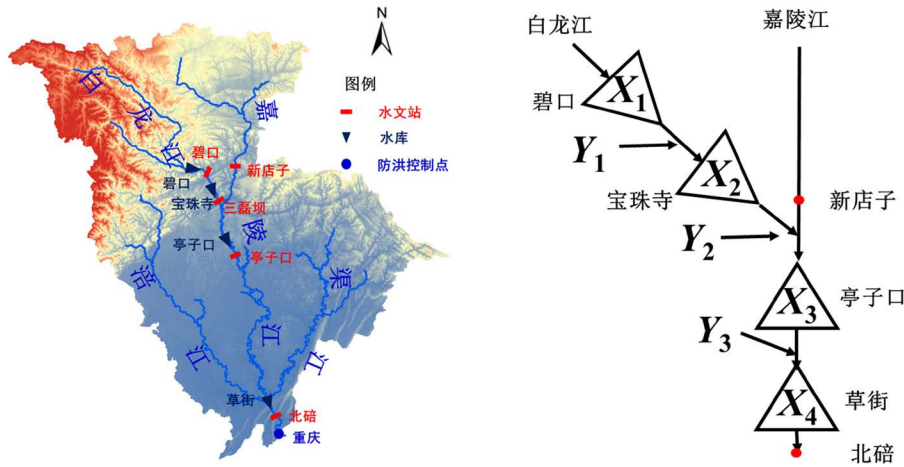 N
图例
水文站
水库
防洪控制点
白龙江
嘉陵江
涪江
渠江
碧口
碧口
新店子
宝珠寺
三磊坝
亭子口
亭子口
草街
北碚
重庆
白龙江
嘉陵江
碧口
X1
Y1
宝珠寺
X2
新店子
Y2
X3
亭子口
Y3
X4
草街
北碚